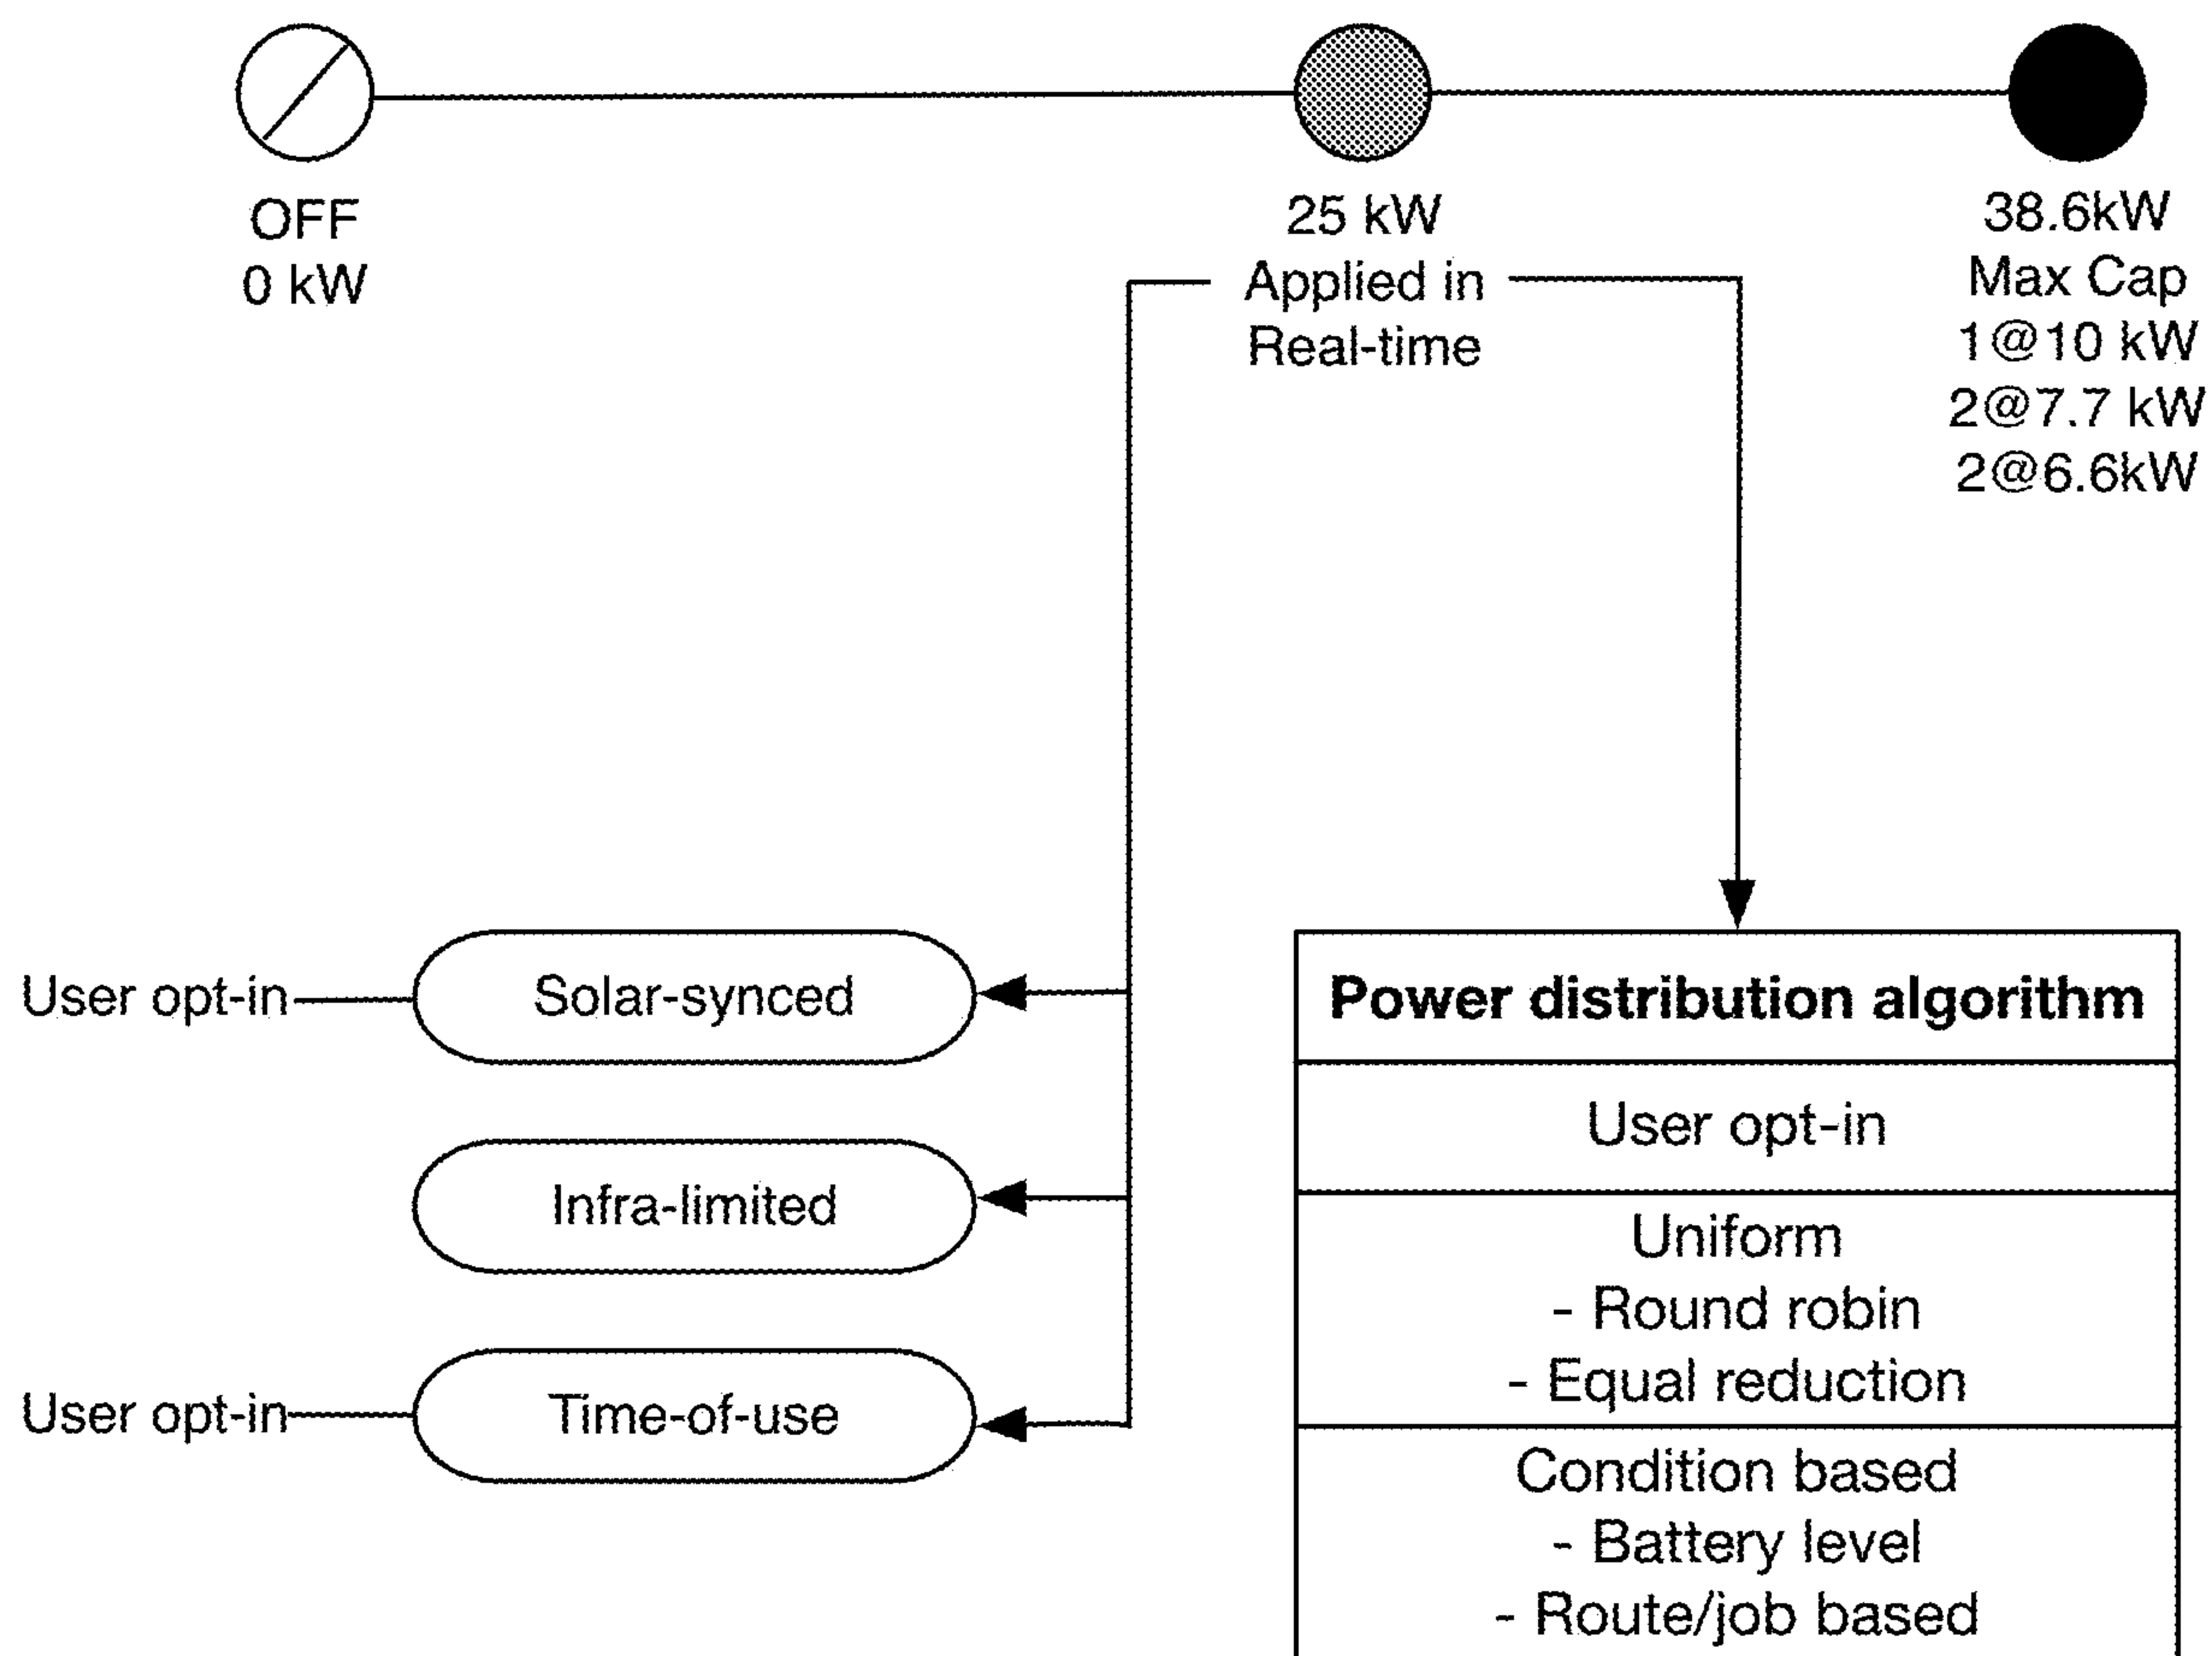 OFF
0 kW
25 kW
Applied in
Real-time
38.6kW
Max Cap
1@10 kW
2@7.7 kW
2@6.6kW
User opt-in
Solar-synced
Infra-limited
User opt-in
Time-of-use
Power distribution algorithm
User opt-in
Uniform
- Round robin
- Equal reduction
Condition based
- Battery level
- Route/job based